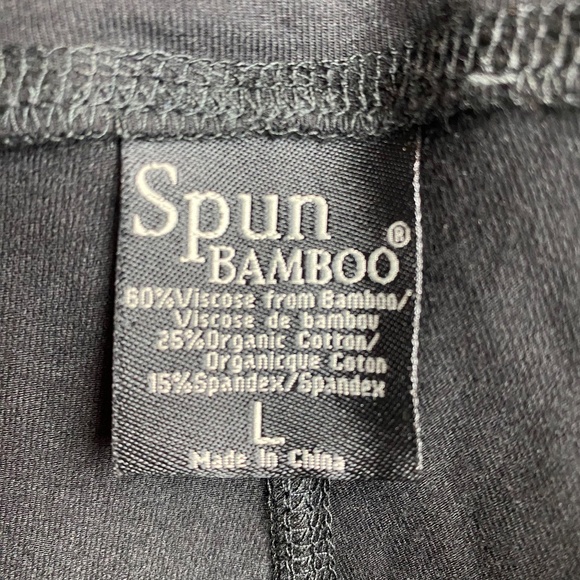 Spun
BAMBOO®
60%Viscose from Bamboo/
Viscose de bambou
25%Organic Cotton/
Organicque Coton
15%Spandex/Spandex
L
Made In China